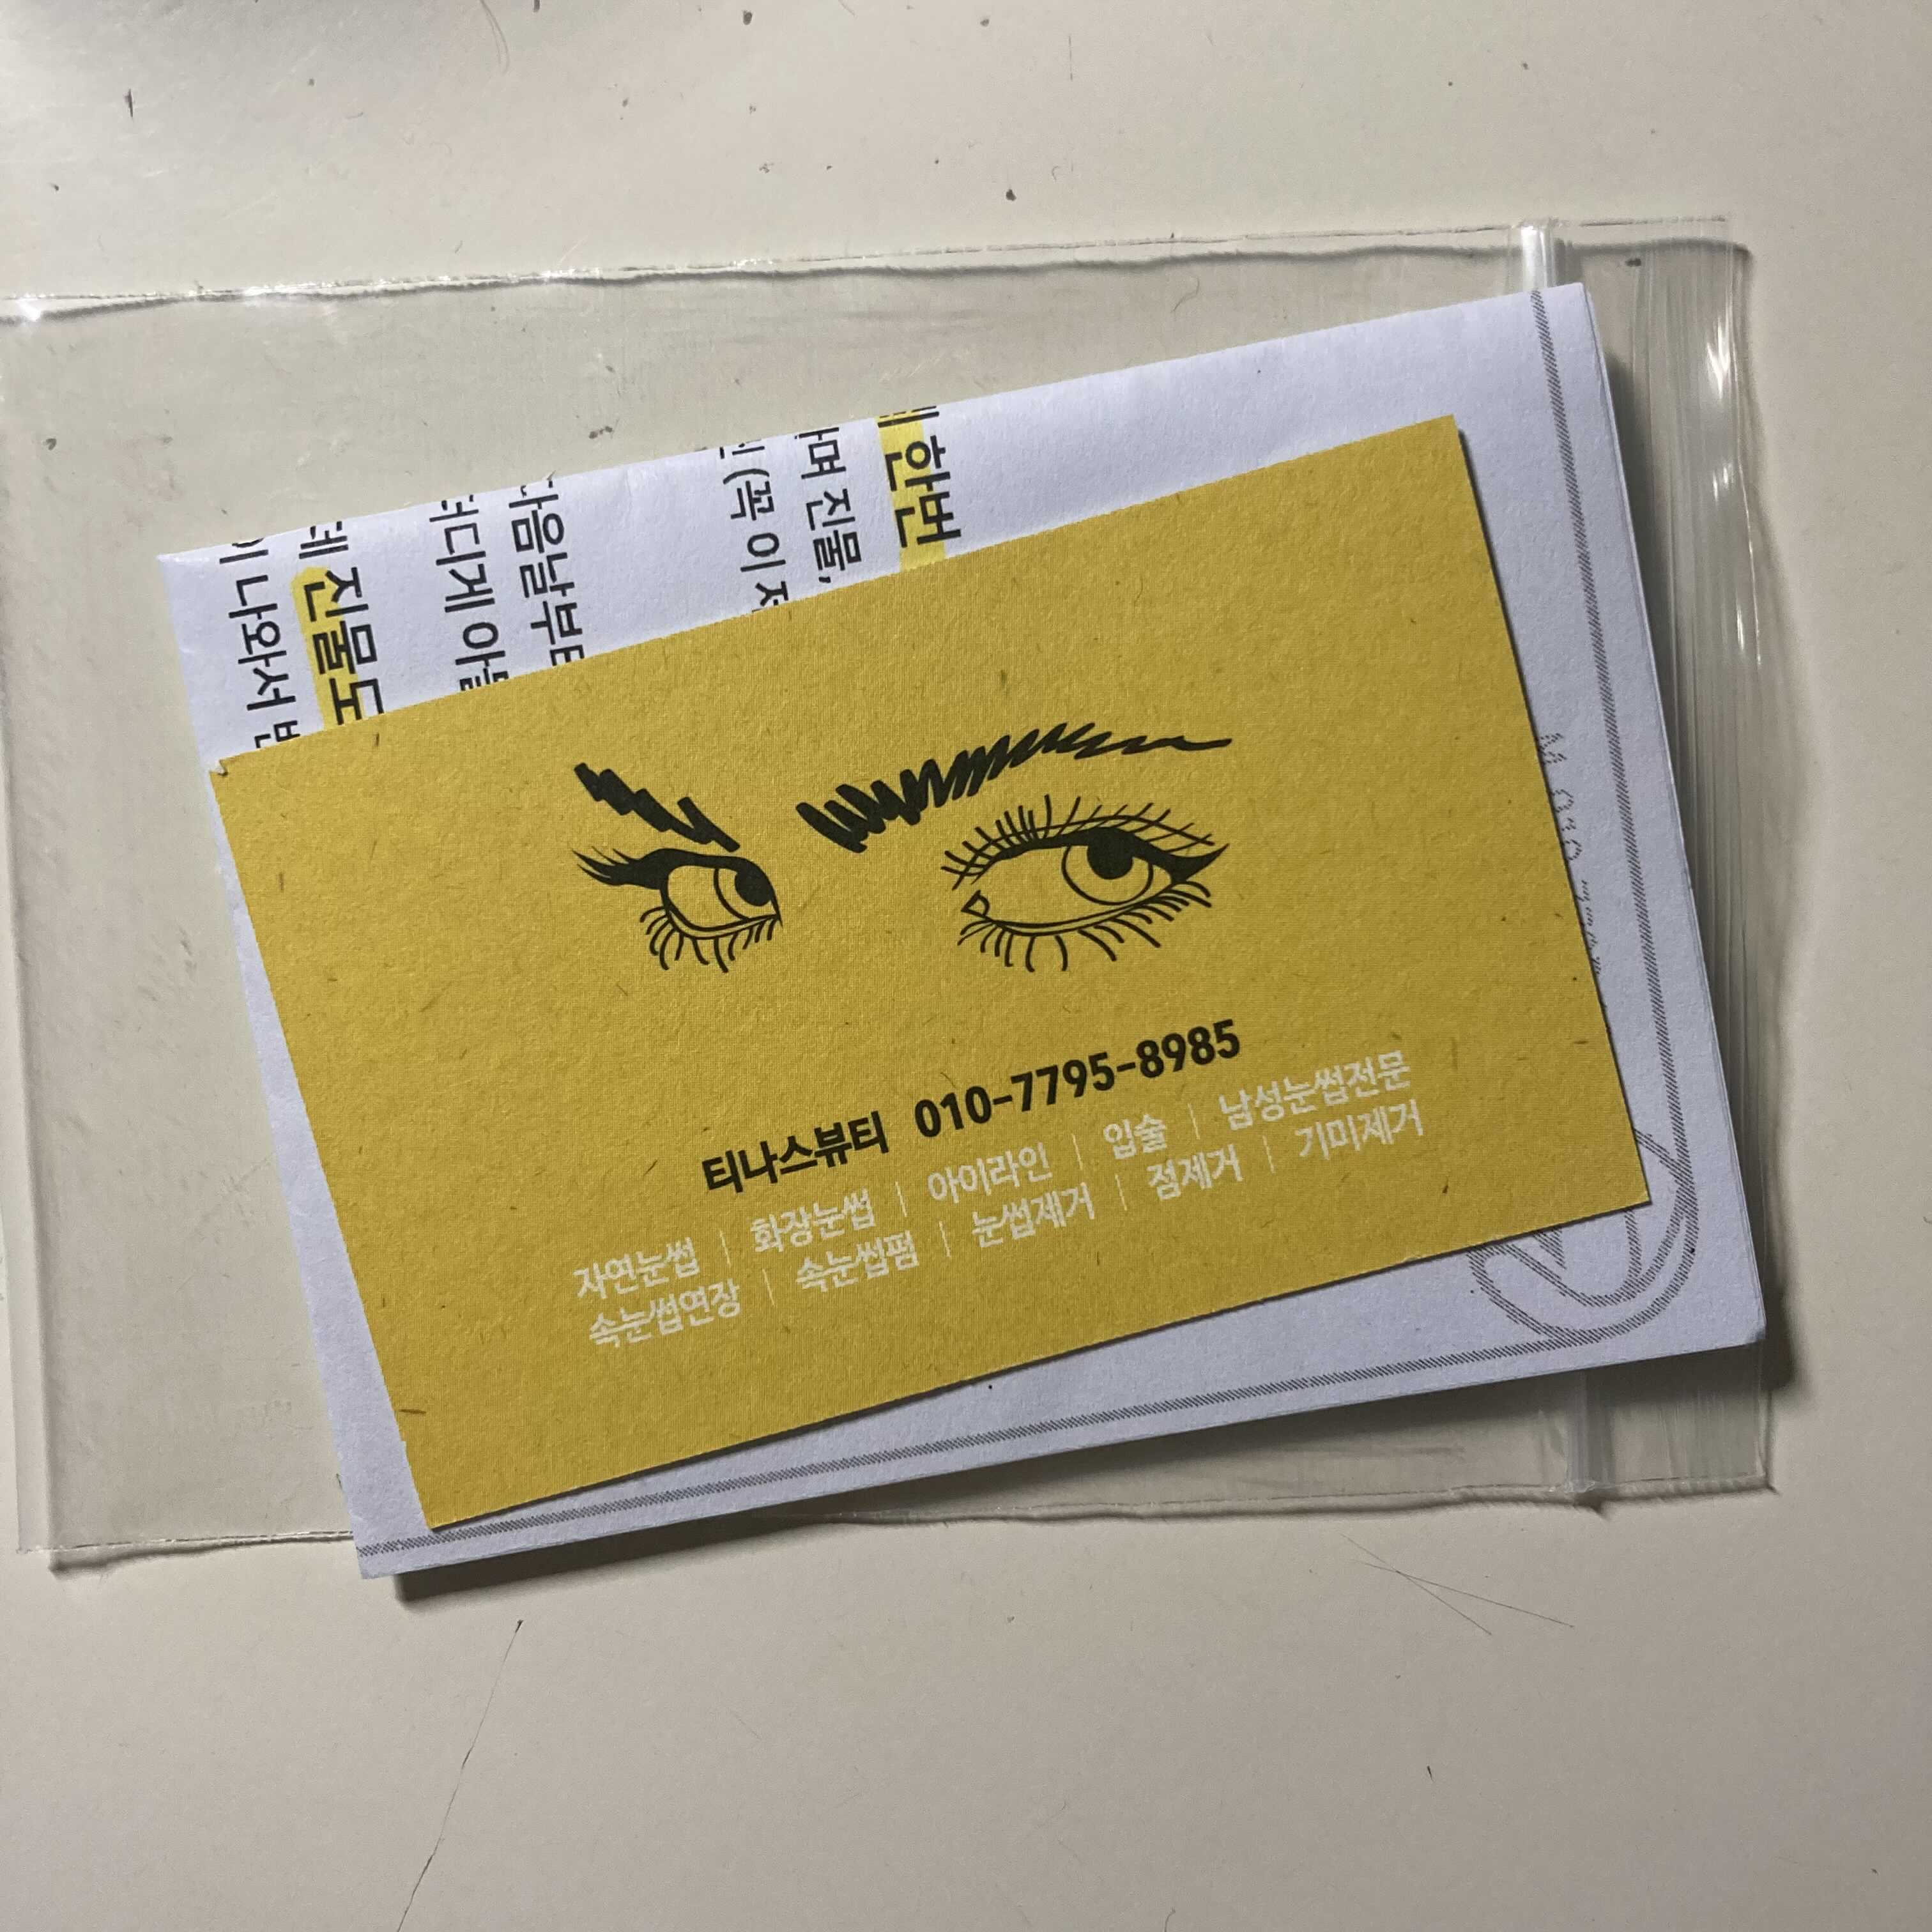 티나스뷰티 010-7795-8985
자연눈썹 | 화장눈썹 | 아이라인 | 입술 | 남성눈썹전문
속눈썹연장 | 속눈썹펌 | 눈썹제거 | 점제거 | 기미제거
한번
며 진물,
(꼭 이
다음날부터
더디게
진물도
이 나와서